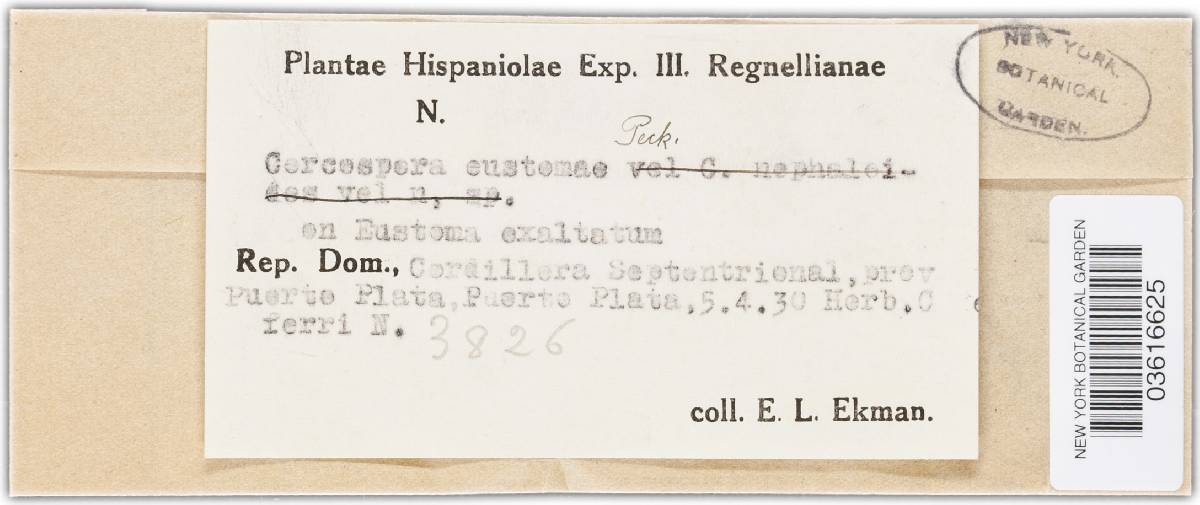 Plantae Hispaniolae Exp. III. Regnellianae
N.
Peck.
Cercospora eustomae vel C. nephaloi-
des vel n, sp.
on Eustoma exaltatum
Rep. Dom., Cordillera Septentrional, prov
Puerto Plata, Puerto Plata, 5.4.30 Herb. C
ferri N. 3826
coll. E. L. Ekman.
NEW YORK
BOTANICAL
GARDEN.
NEW YORK BOTANICAL GARDEN
03616625